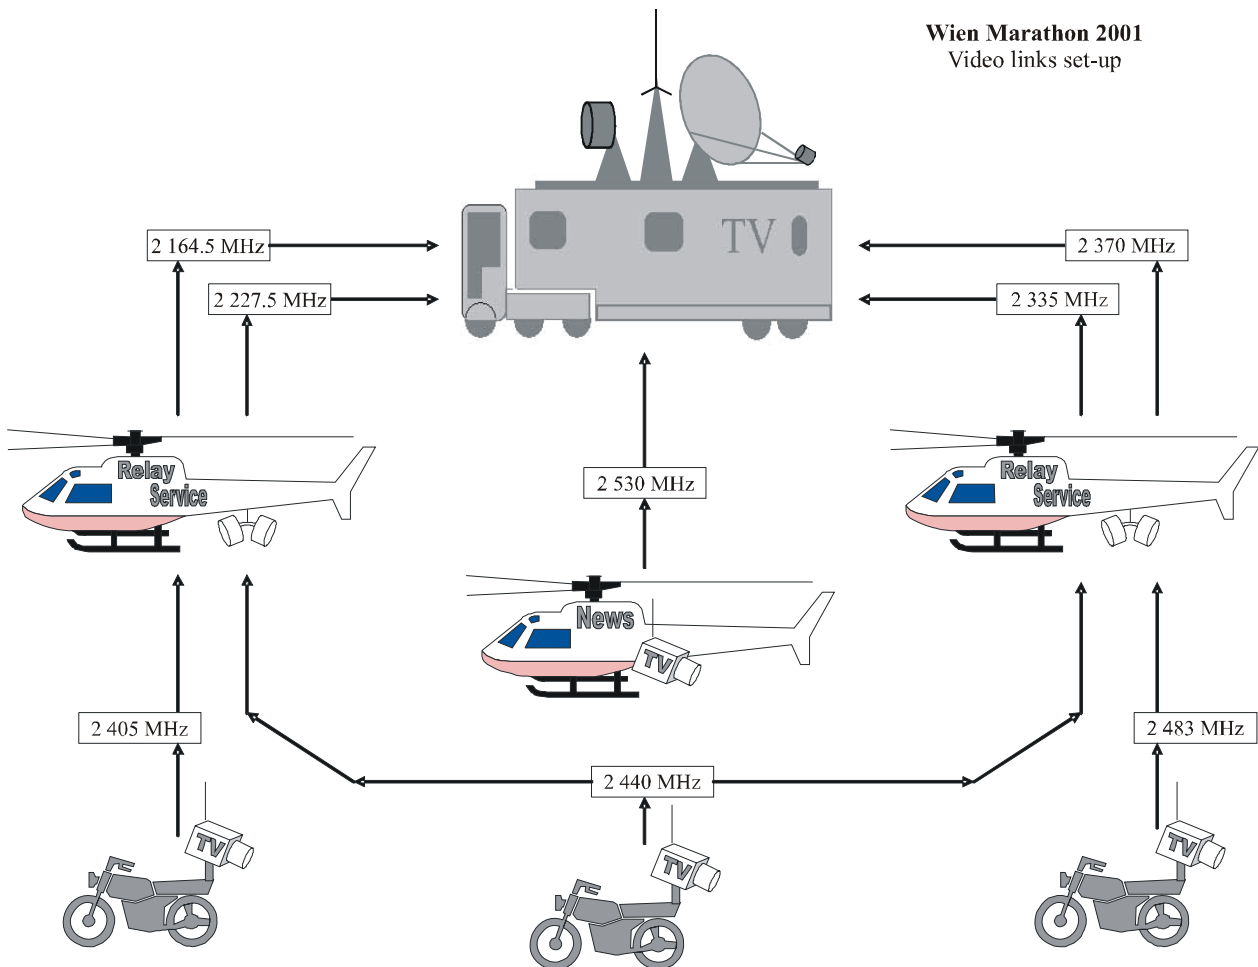 Wien Marathon 2001
Video links set-up
TV
2 164.5 MHz
2 370 MHz
2 227.5 MHz
2 335 MHz
Relay
Service
Relay
Service
2 530 MHz
News
TV
2 405 MHz
2 483 MHz
2 440 MHz
TV
TV
TV